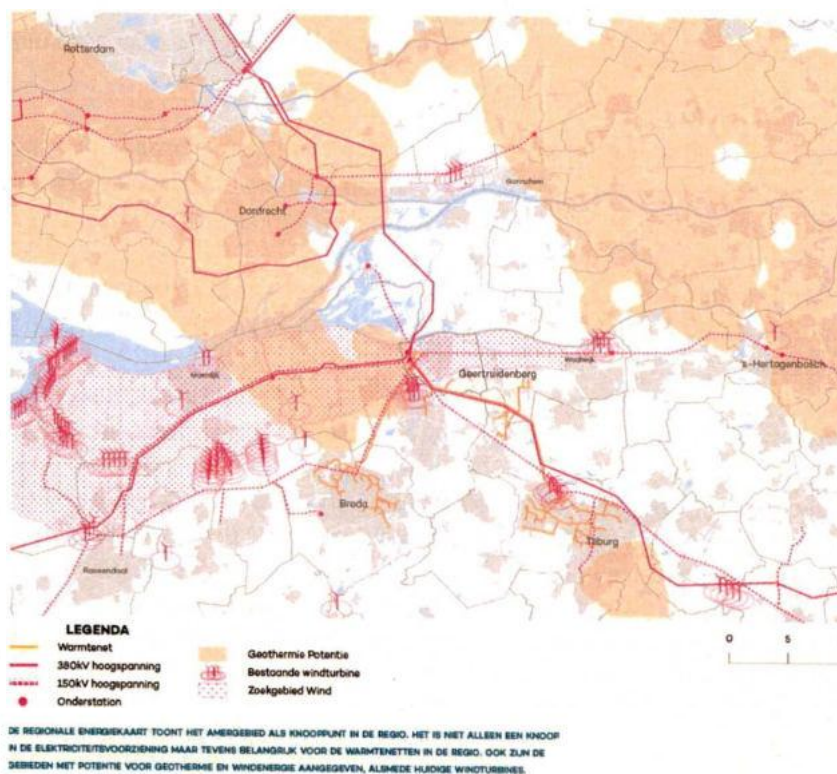 Rotterdam
Gorinchem
Dordrecht
Moerdijk
Waalwijk
Geertruidenberg
's-Hertogenbosch
Breda
Tilburg
Roosendaal
LEGENDA
Warmtenet
380kV hoogspanning
150kV hoogspanning
Onderstation
Geothermie Potentie
Bestaande windturbine
Zoekgebied Wind
0 5
DE REGIONALE ENERGIEKAART TOONT HET AMERGEBIED ALS KNOOPPUNT IN DE REGIO. HET IS NIET ALLEEN EEN KNOOP
IN DE ELEKTRICITEITSVOORZIENING MAAR TEVENS BELANGRIJK VOOR DE WARMTENETTEN IN DE REGIO. OOK ZIJN DE
GEBIEDEN MET POTENTIE VOOR GEOTHERMIE EN WINDENERGIE AANGEGEVEN, ALSMEDE HUIDIGE WINDTURBINES.